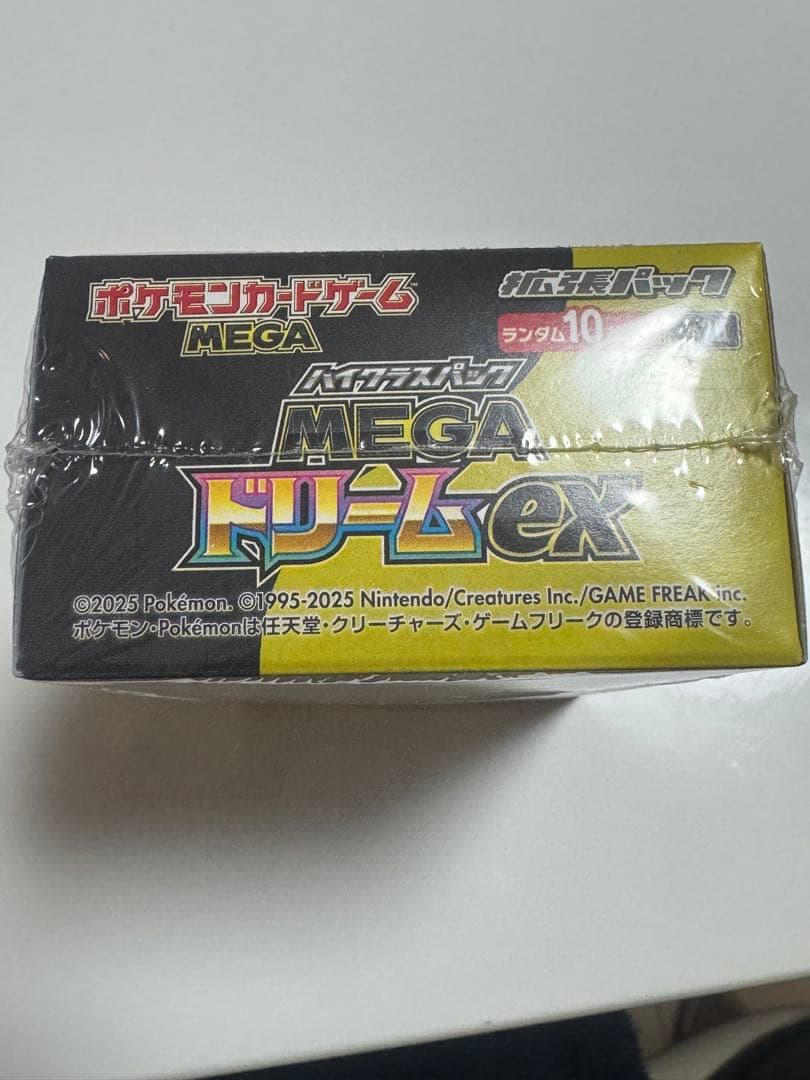 ポケモンカードゲーム
MEGA
拡張パック
ランダム10
ハイクラスパック
MEGA
ドリームex
©2025 Pokémon. ©1995-2025 Nintendo/Creatures Inc./GAME FREAK inc.
ポケモン・Pokémonは任天堂・クリーチャーズ・ゲームフリークの登録商標です。